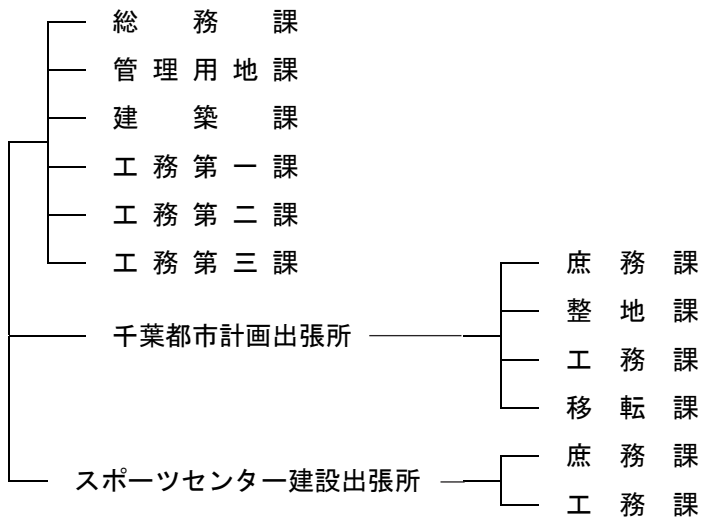 総務課
管理用地課
建築課
工務第一課
工務第二課
工務第三課
千葉都市計画出張所
庶務課
整地課
工務課
移転課
スポーツセンター建設出張所
庶務課
工務課